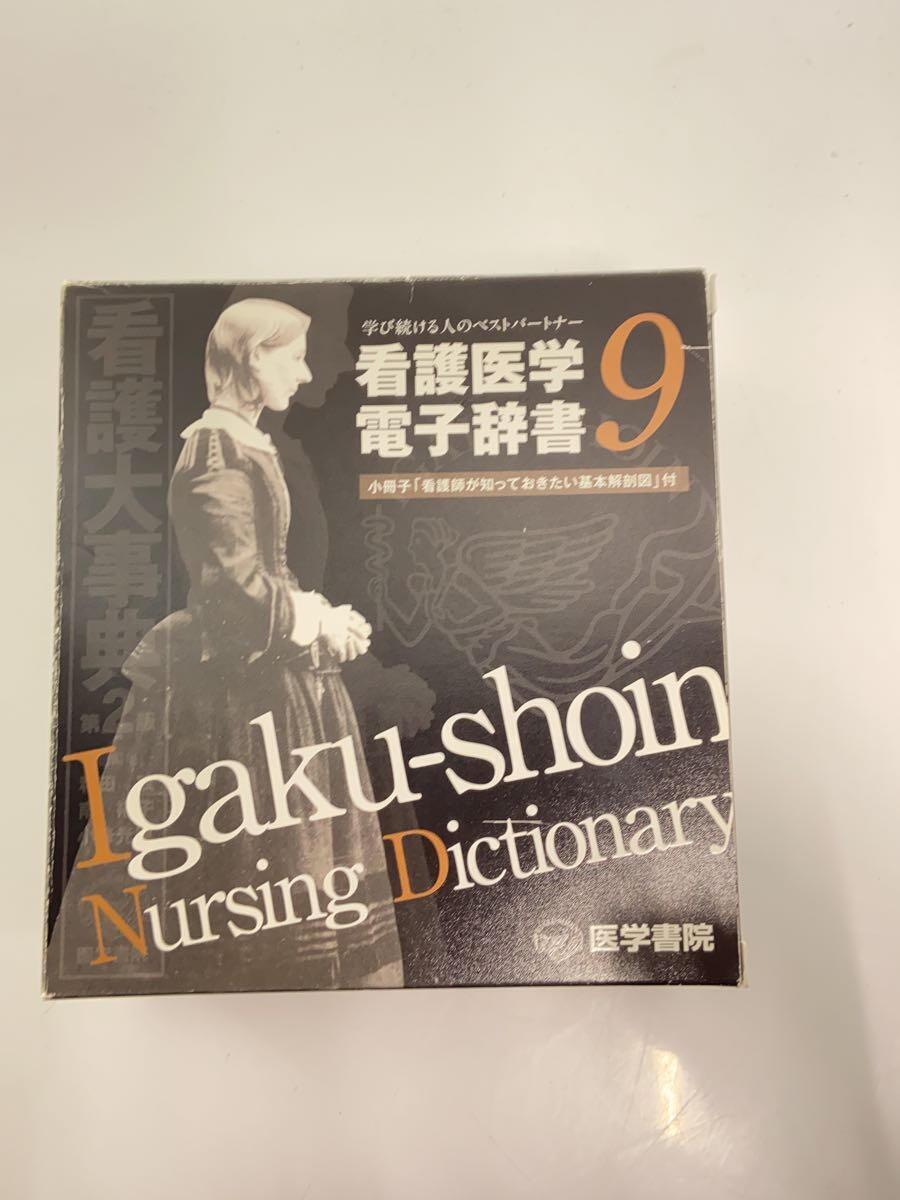 学び続ける人のベストパートナー
看護医学
電子辞書9
小冊子「看護師が知っておきたい基本解剖図」付
看護大事典
第2版
Igaku-shoin
Nursing Dictionary
医学書院